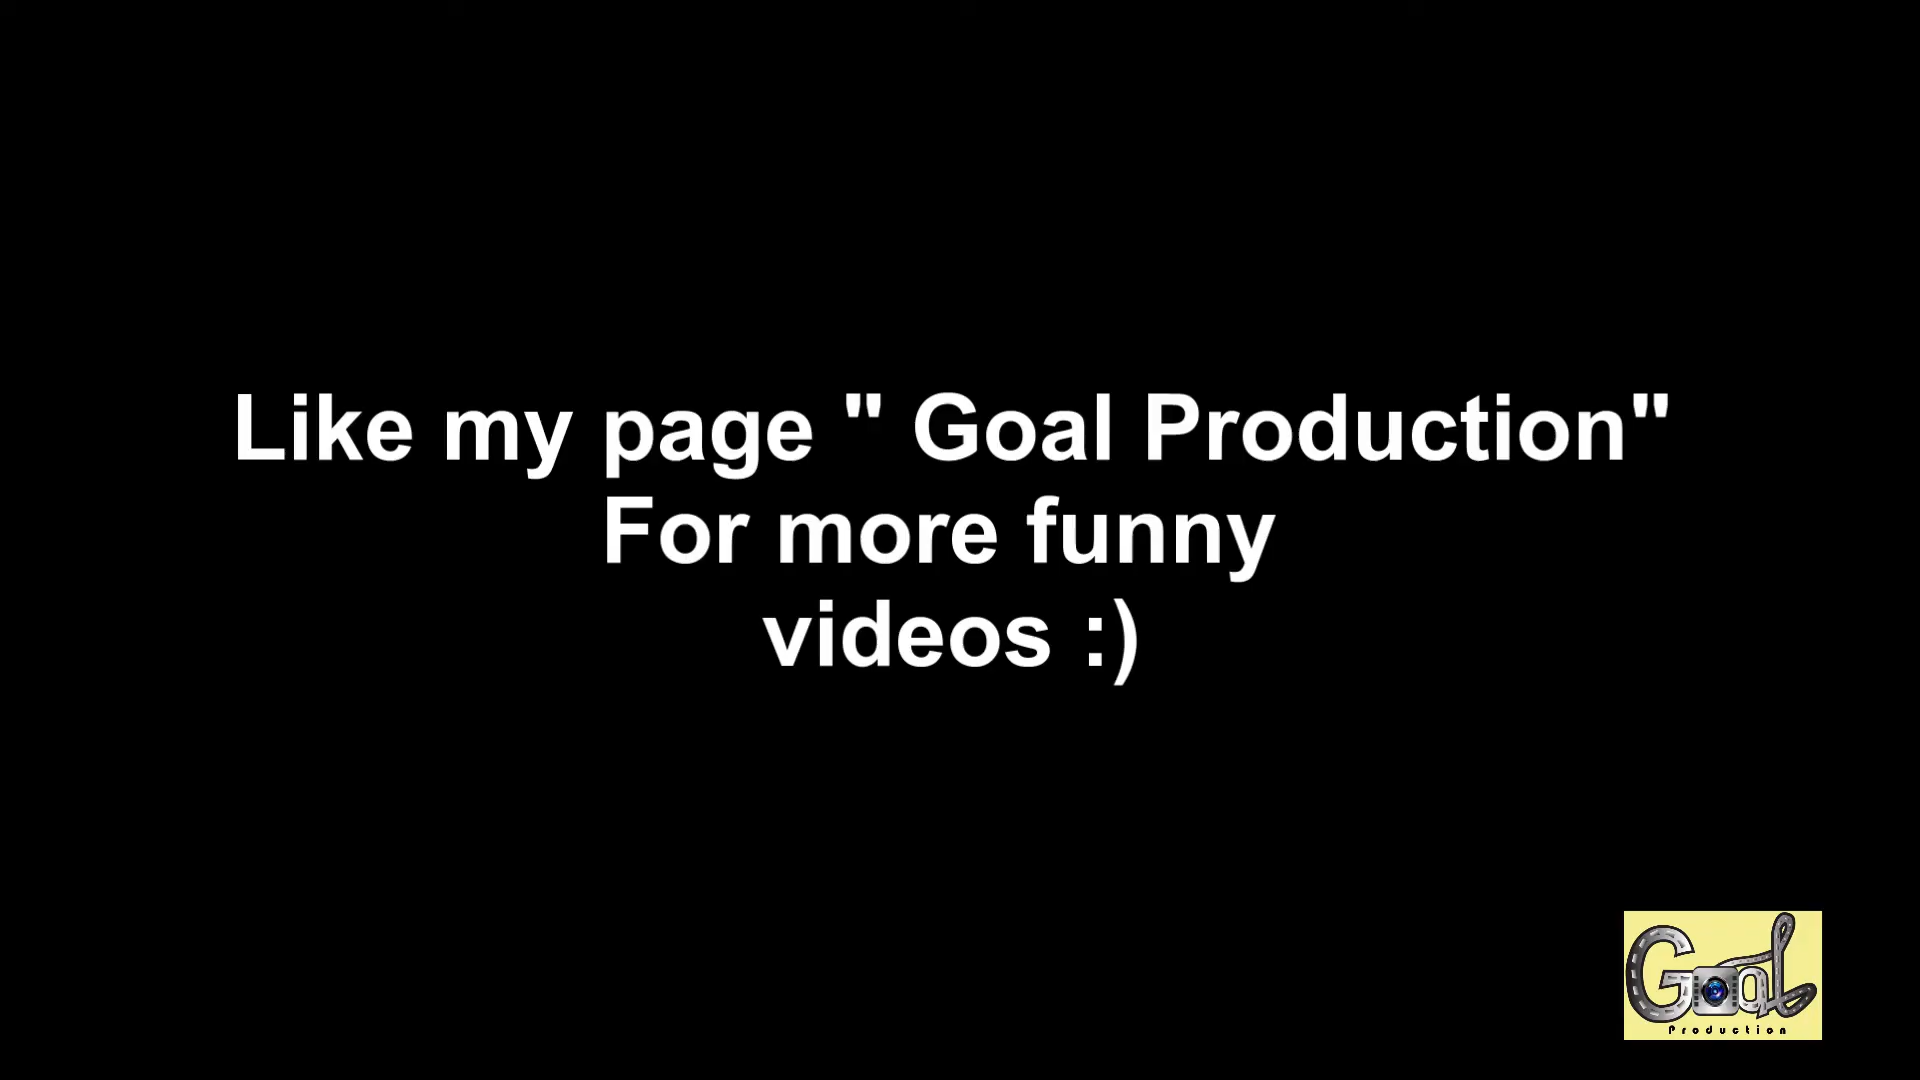 Like my page " Goal Production"
For more funny
videos :)
Goal
Production